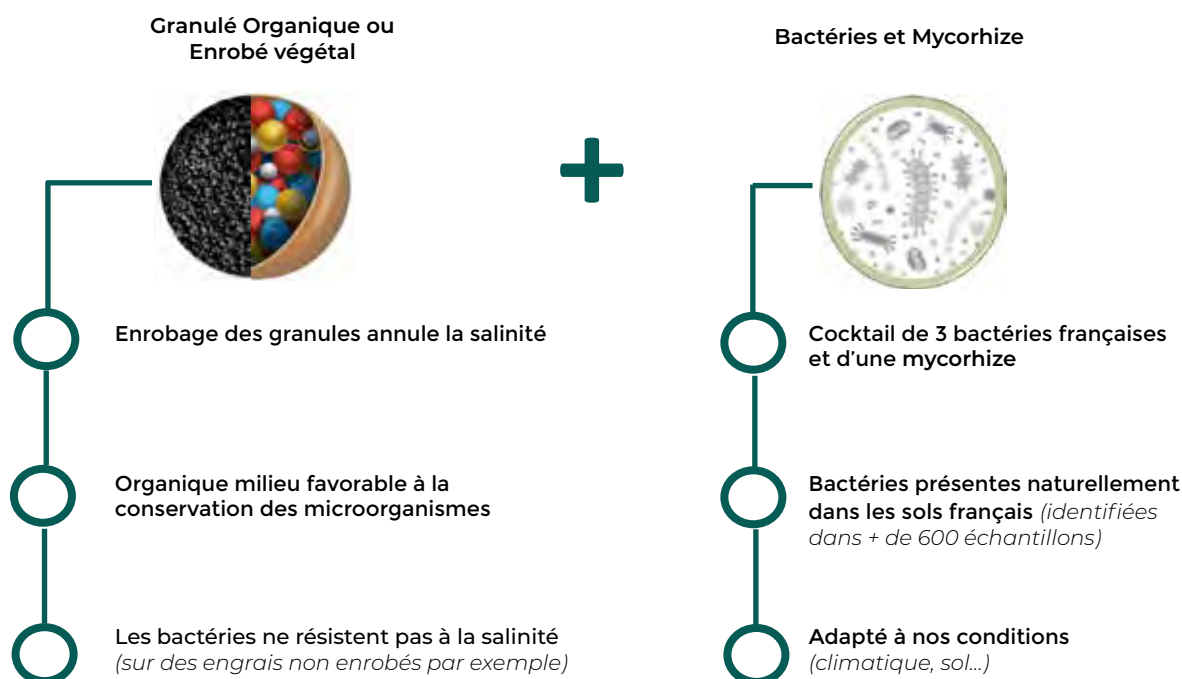 Granulé Organique ou
Enrobé végétal
Enrobage des granules annule la salinité
Organique milieu favorable à la
conservation des microorganismes
Les bactéries ne résistent pas à la salinité
(sur des engrais non enrobés par exemple)
Bactéries et Mycorhize
Cocktail de 3 bactéries françaises
et d'une mycorhize
Bactéries présentes naturellement
dans les sols français (identifiées
dans + de 600 échantillons)
Adapté à nos conditions
(climatique, sol...)